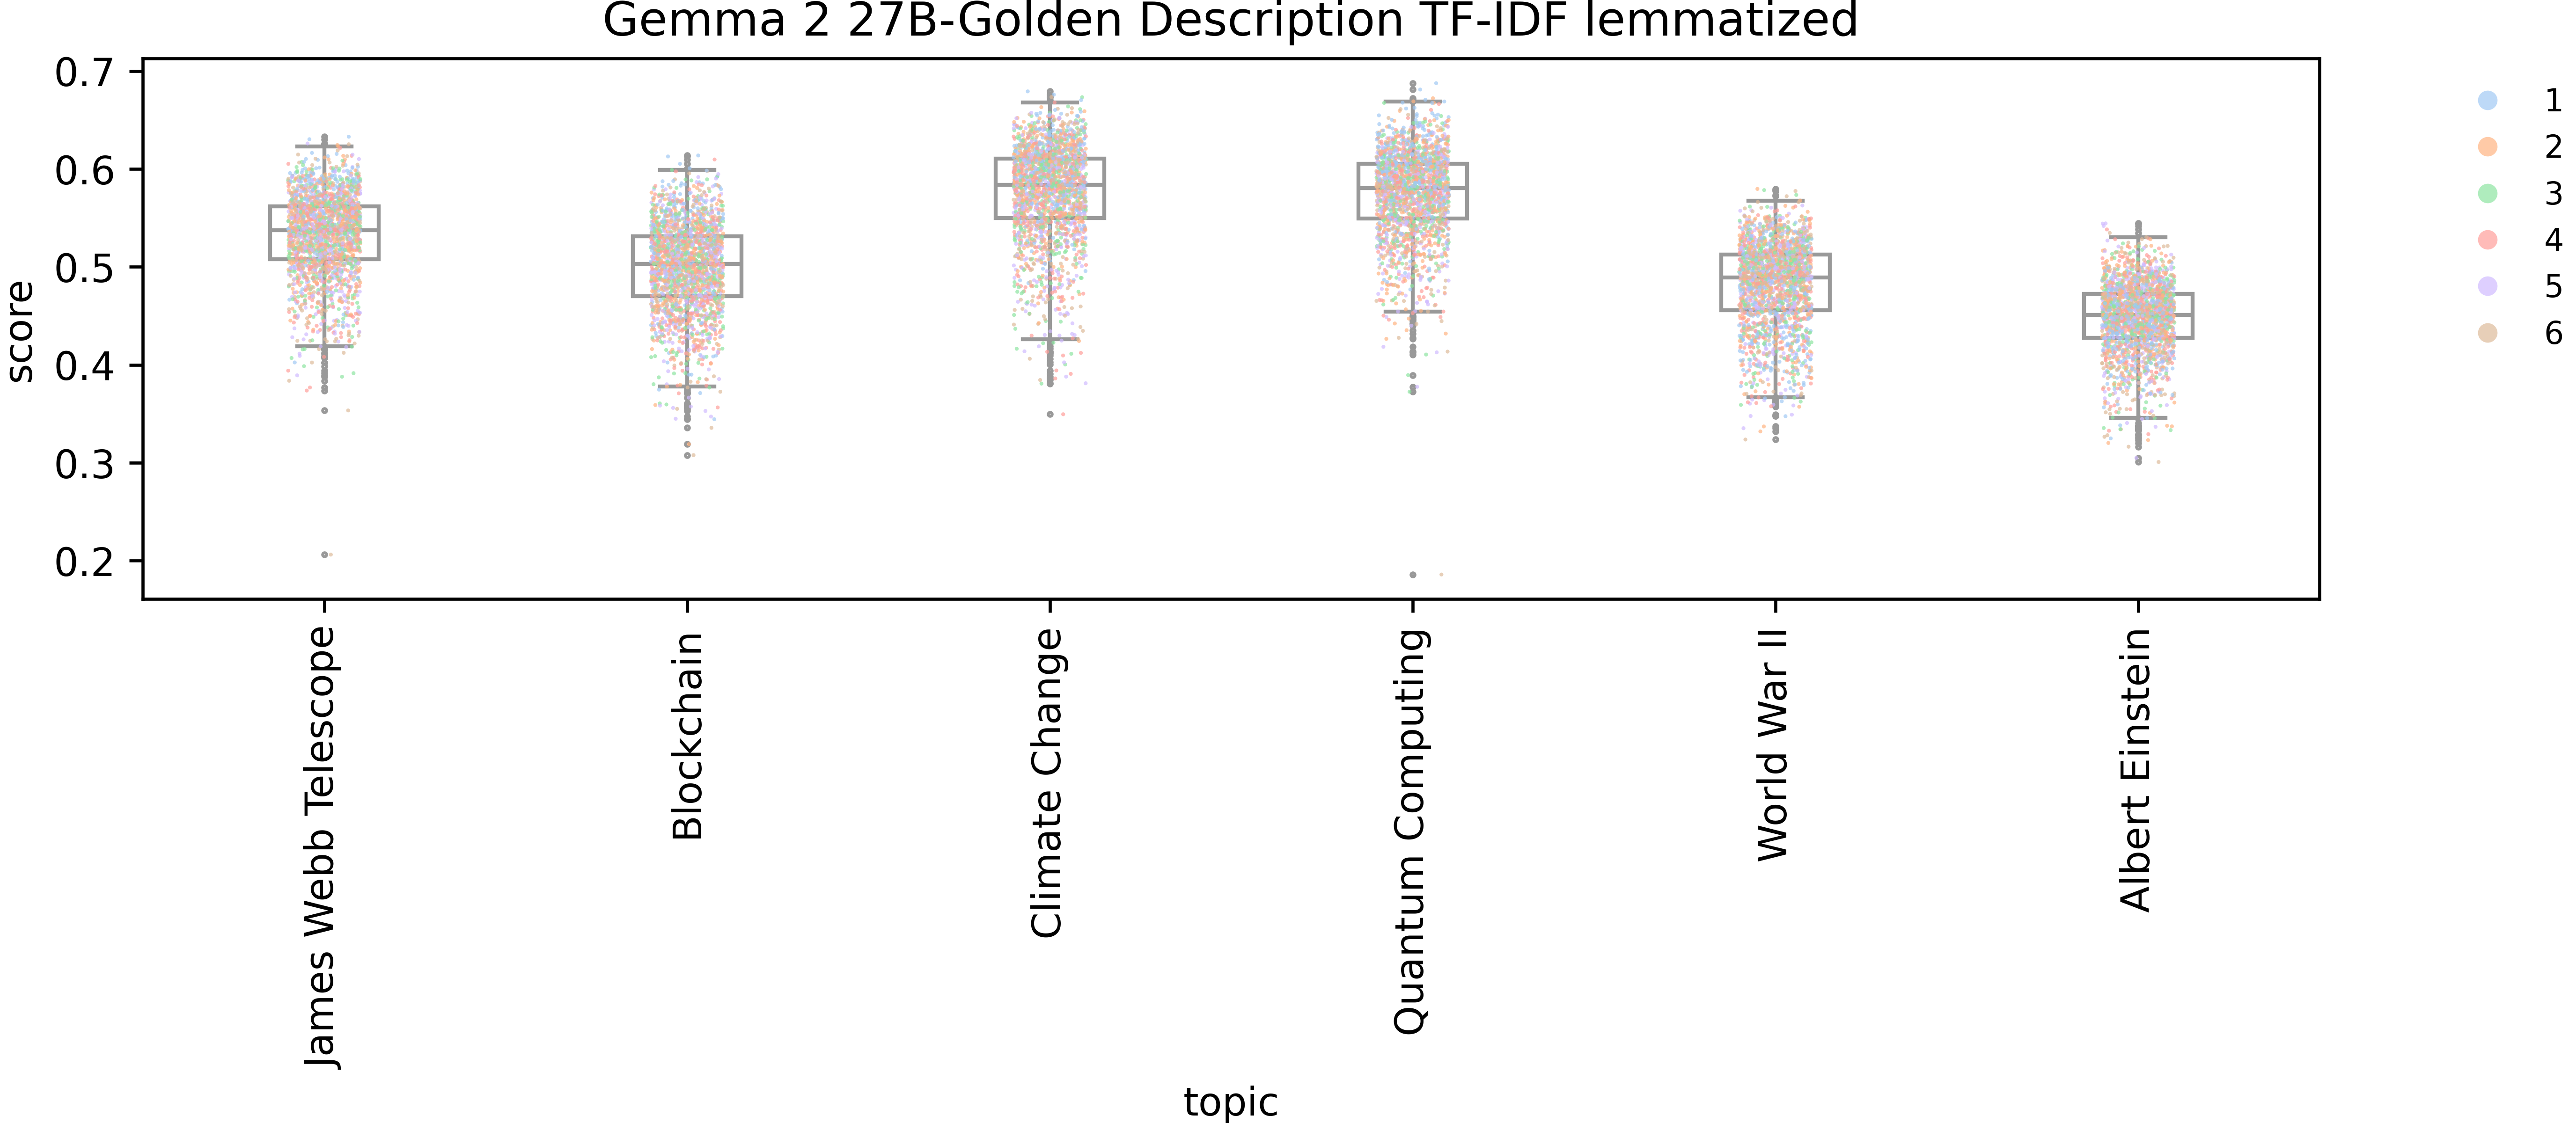 Gemma 2 27B-Golden Description TF-IDF lemmatized
score
0.7
0.6
0.5
0.4
0.3
0.2
1
2
3
4
5
6
James Webb Telescope
Blockchain
Climate Change
Quantum Computing
World War II
Albert Einstein
topic